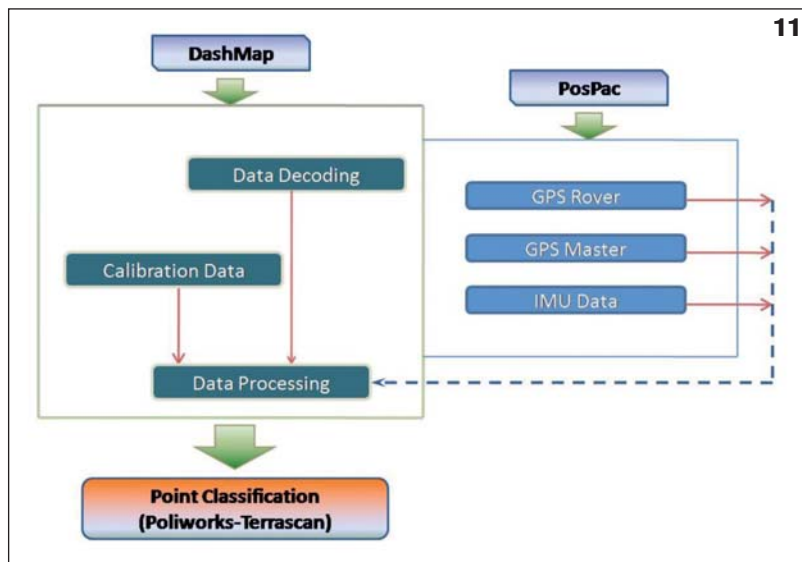 11
DashMap
PosPac
Data Decoding
GPS Rover
GPS Master
Calibration Data
IMU Data
Data Processing
Point Classification
(Poliworks-Terrascan)